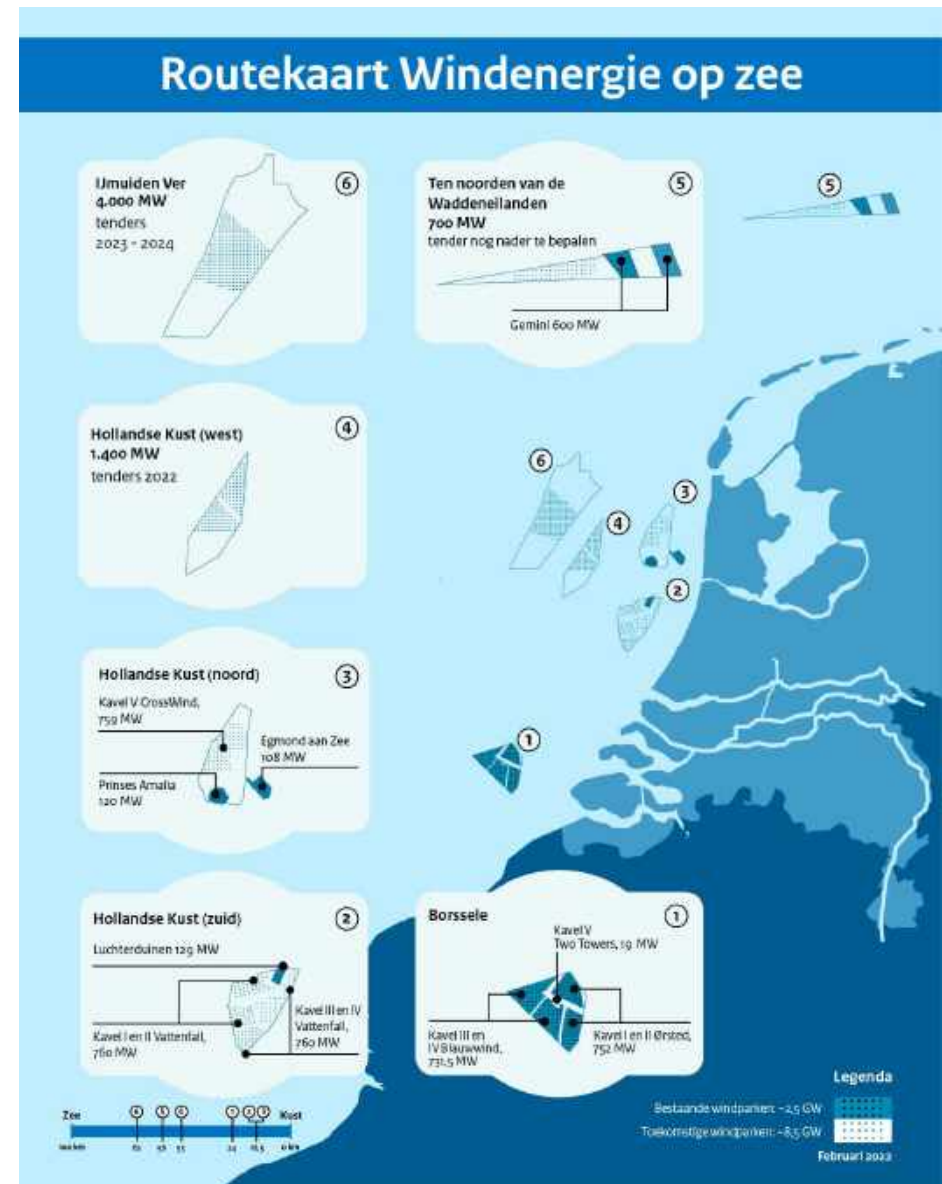 Routekaart Windenergie op zee
IJmuiden Ver
4.000 MW
tenders
2023 - 2024
6
Ten noorden van de
Waddeneilanden
700 MW
tender nog nader te bepalen
5
Gemini 600 MW
5
Hollandse Kust (west)
1.400 MW
tenders 2022
4
6
4
3
2
1
Hollandse Kust (noord)
3
Kavel V CrossWind,
759 MW
Egmond aan Zee
108 MW
Prinses Amalia
120 MW
Hollandse Kust (zuid)
2
Luchterduinen 129 MW
Kavel I en II Vattenfall,
760 MW
Kavel III en IV
Vattenfall,
760 MW
Borssele
1
Kavel V
Two Towers, 19 MW
Kavel III en
IV Blauwwind,
731,5 MW
Kavel I en II Ørsted,
752 MW
Legenda
Bestaande windparken: ~2,5 GW
Toekomstige windparken: ~8,5 GW
Februari 2022
Zee
Kust
100 km
0 km